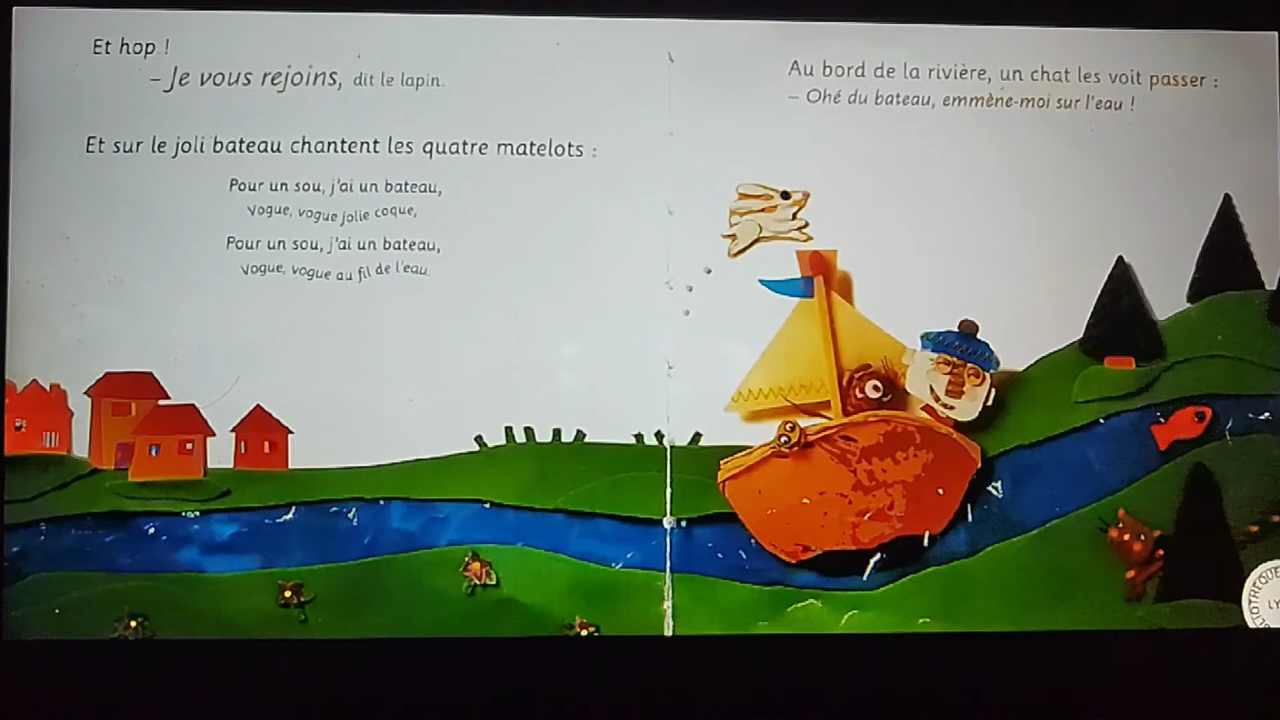 Et hop !
– Je vous rejoins, dit le lapin.
Et sur le joli bateau chantent les quatre matelots :
Pour un sou, j'ai un bateau,
Vogue, vogue jolie coque,
Pour un sou, j'ai un bateau,
Vogue, vogue au fil de l'eau.
Au bord de la rivière, un chat les voit passer :
– Ohé du bateau, emmène-moi sur l'eau !
LY